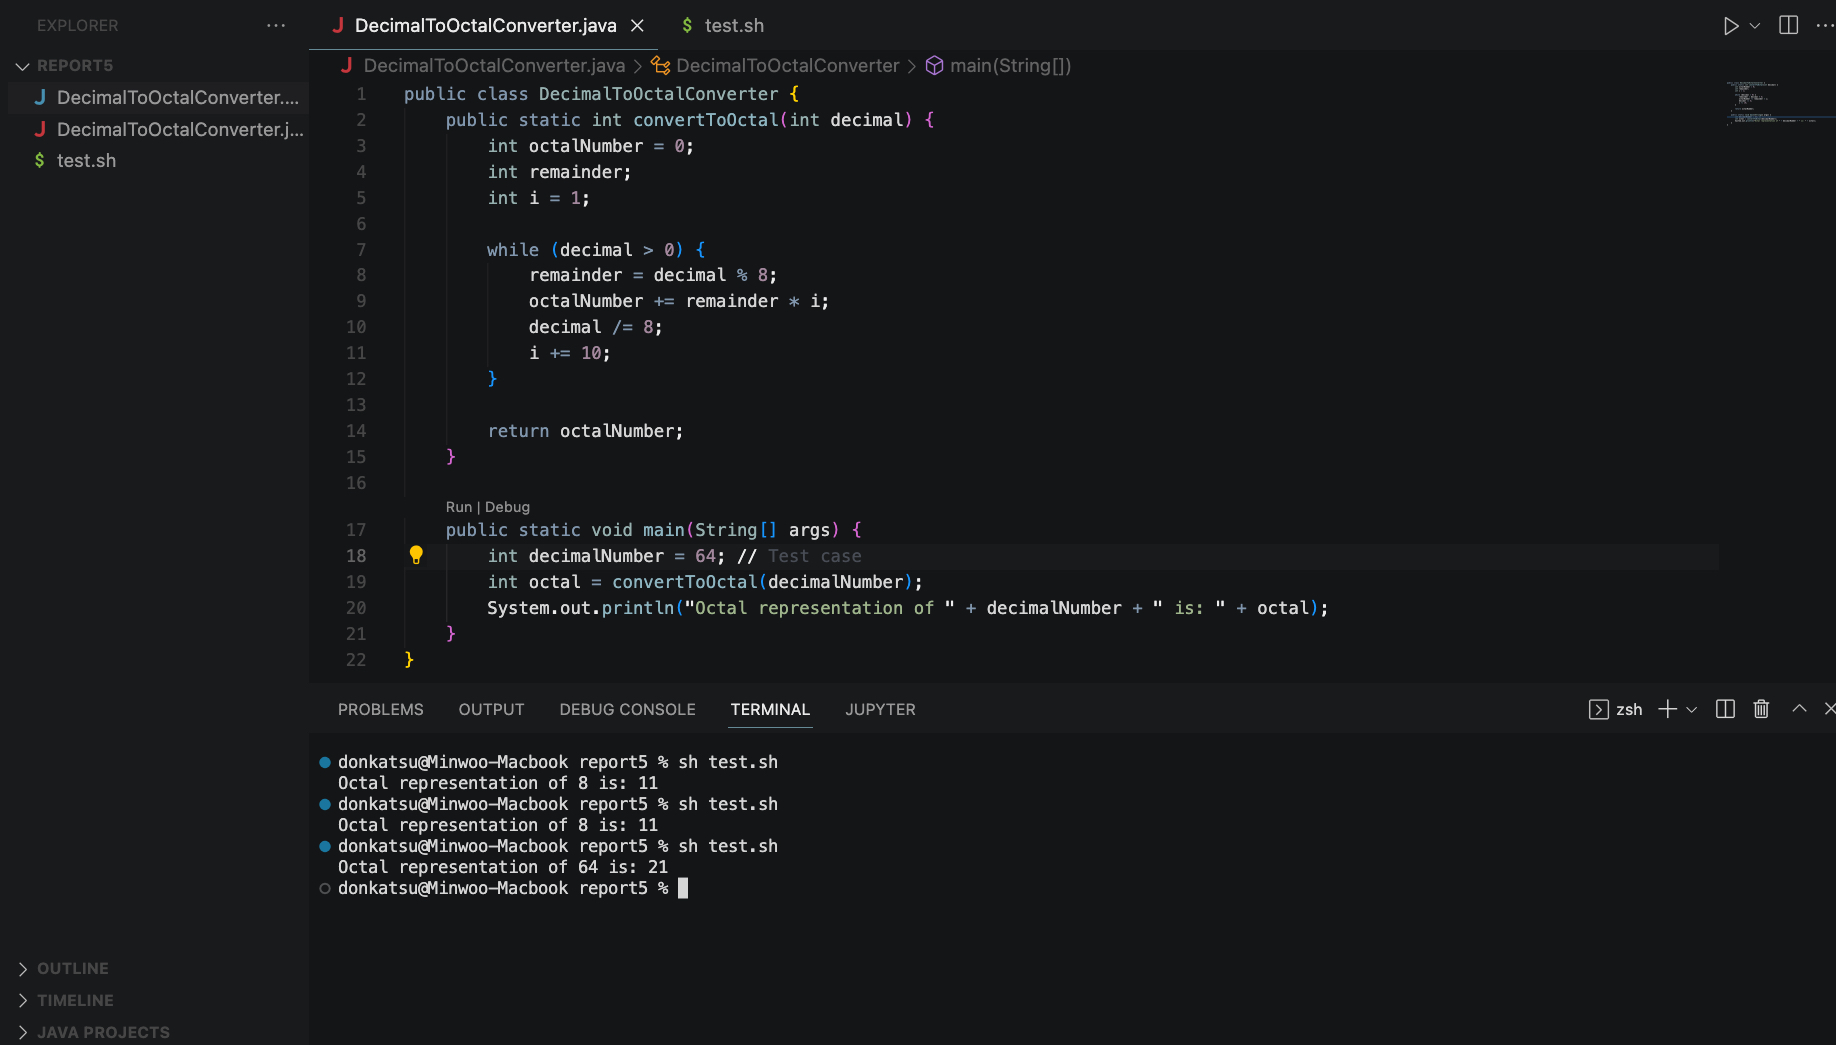 EXPLORER
REPORT5
DecimalToOctalConverter....
DecimalToOctalConverter.j...
test.sh
OUTLINE
TIMELINE
JAVA PROJECTS
DecimalToOctalConverter.java
test.sh
DecimalToOctalConverter.java > DecimalToOctalConverter > main(String[])
1 public class DecimalToOctalConverter {
2     public static int convertToOctal(int decimal) {
3         int octalNumber = 0;
4         int remainder;
5         int i = 1;
6
7         while (decimal > 0) {
8             remainder = decimal % 8;
9             octalNumber += remainder * i;
10             decimal /= 8;
11             i += 10;
12         }
13
14         return octalNumber;
15     }
16
Run | Debug
17     public static void main(String[] args) {
18         int decimalNumber = 64; // Test case
19         int octal = convertToOctal(decimalNumber);
20         System.out.println("Octal representation of " + decimalNumber + " is: " + octal);
21     }
22 }
PROBLEMS OUTPUT DEBUG CONSOLE TERMINAL JUPYTER zsh
donkatsu@Minwoo-Macbook report5 % sh test.sh
Octal representation of 8 is: 11
donkatsu@Minwoo-Macbook report5 % sh test.sh
Octal representation of 8 is: 11
donkatsu@Minwoo-Macbook report5 % sh test.sh
Octal representation of 64 is: 21
donkatsu@Minwoo-Macbook report5 %